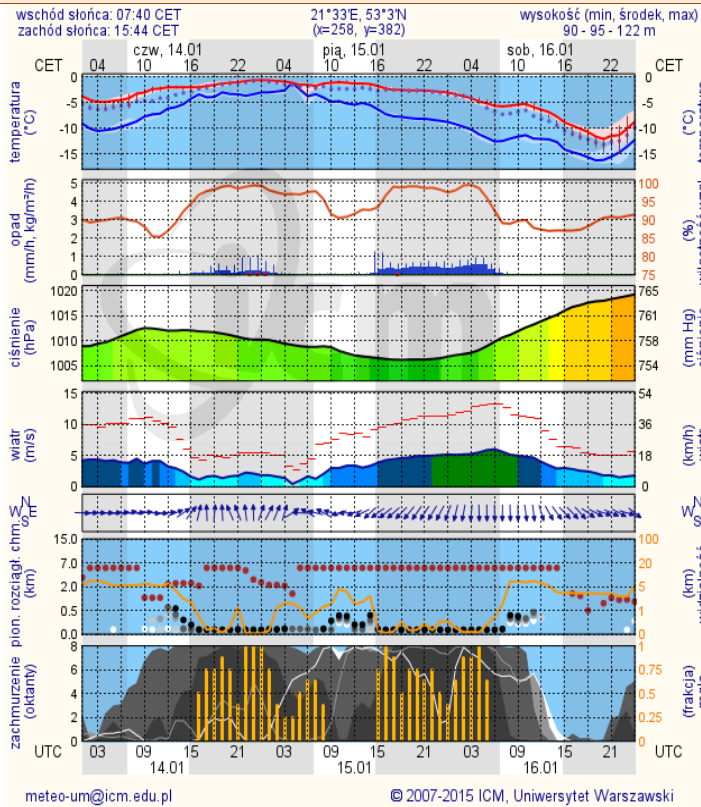 wschód słońca: 07:40 CET 21°33'E, 53°3'N wysokość (min, środek, max)
zachód słońca: 15:44 CET (x=258, y=382) 90 - 95 - 122 m
czw, 14.01 pią, 15.01 sob, 16.01
CET 04 10 16 22 04 10 16 22 04 10 16 22 CET
temperatura
(°C)
0 0
-5 -5
-10 -10
-15 -15
(°C)
opad
(mm/h, kg/m²/h)
5 100
4 95
3 90
2 85
1 80
0 75
(%)
ciśnienie
(hPa)
1020 765
1015 761
1010 758
1005 754
(mm Hg)
wiatr
(m/s)
15 54
10 36
5 18
0 0
(km/h)
N N
W E W
S S
pion. rozciągł. chm.
(km)
15.0 100
7.0 20
2.0 5
0.5 1
0.0 0
(km)
zachmurzenie
(oktanty)
8 1
6 0.75
4 0.5
2 0.25
0 0
(frakcja)
UTC 03 09 15 21 03 09 15 21 03 09 15 21 UTC
14.01 15.01 16.01
meteo-um@icm.edu.pl © 2007-2015 ICM, Uniwersytet Warszawski